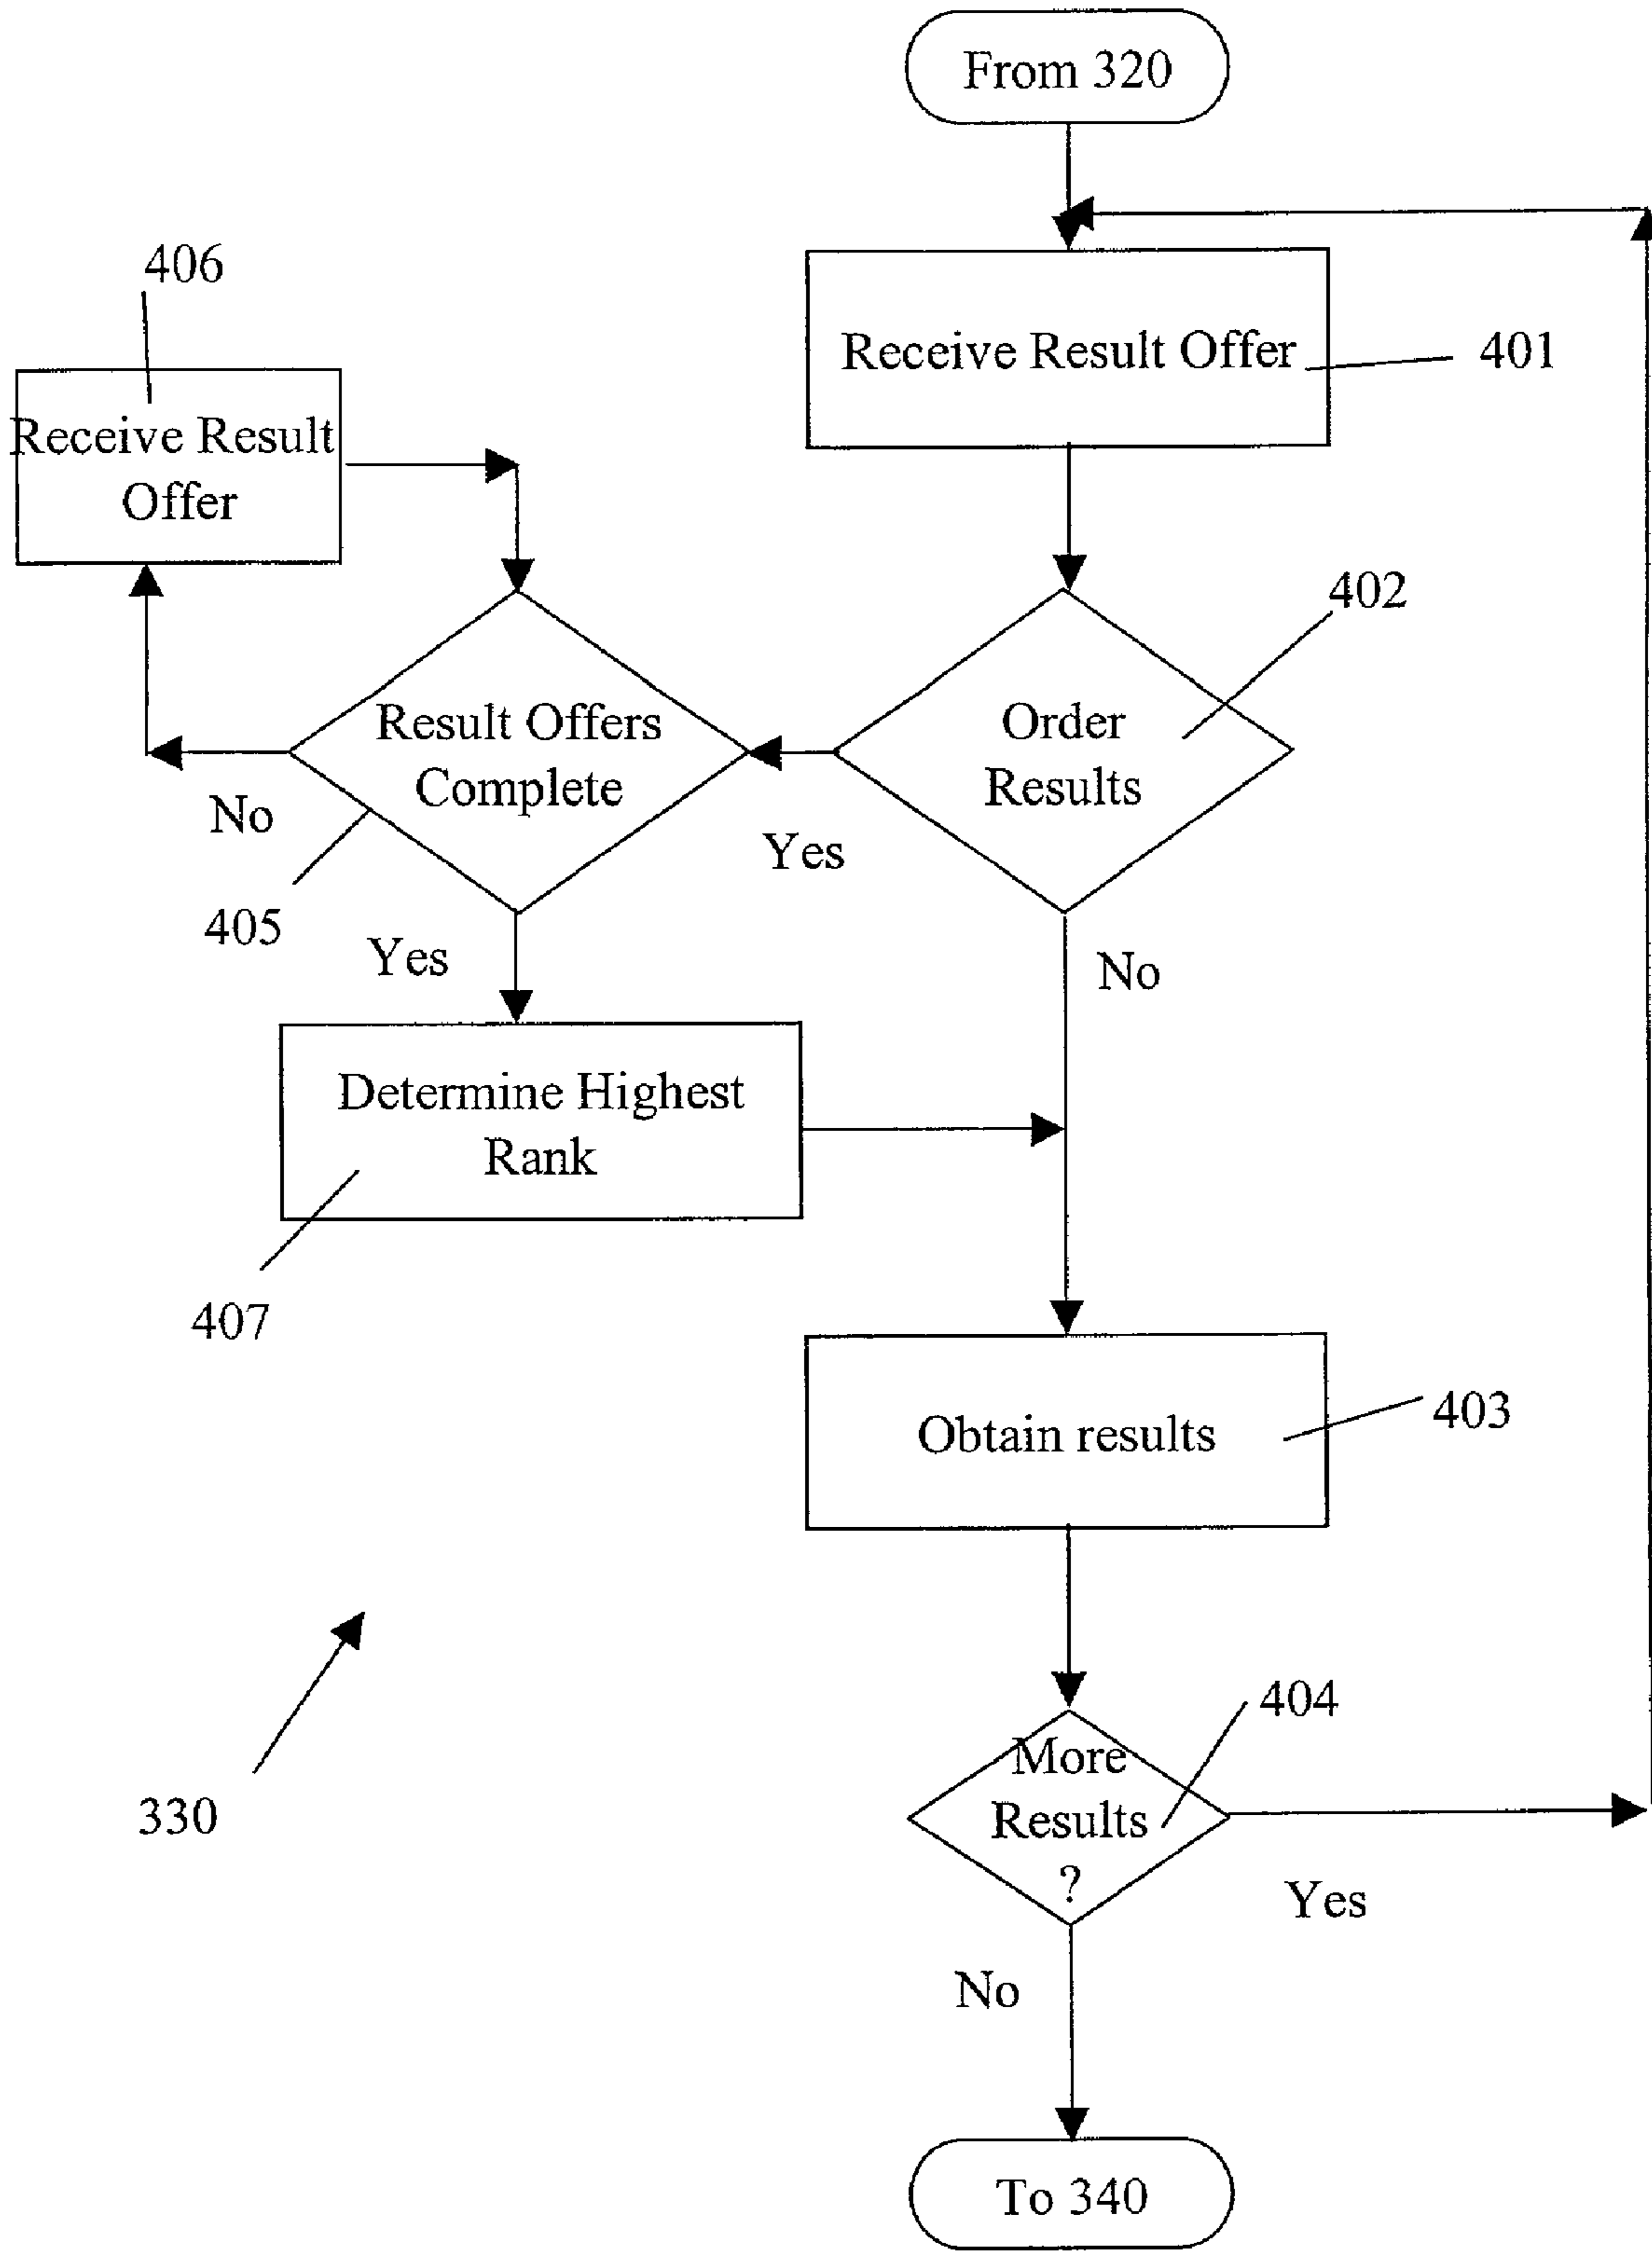 From 320
406
Receive Result Offer
401
Receive Result
Offer
402
Result Offers
Complete
Order
Results
No
Yes
405
Yes
No
Determine Highest
Rank
407
Obtain results
403
404
More
Results
?
330
Yes
No
To 340